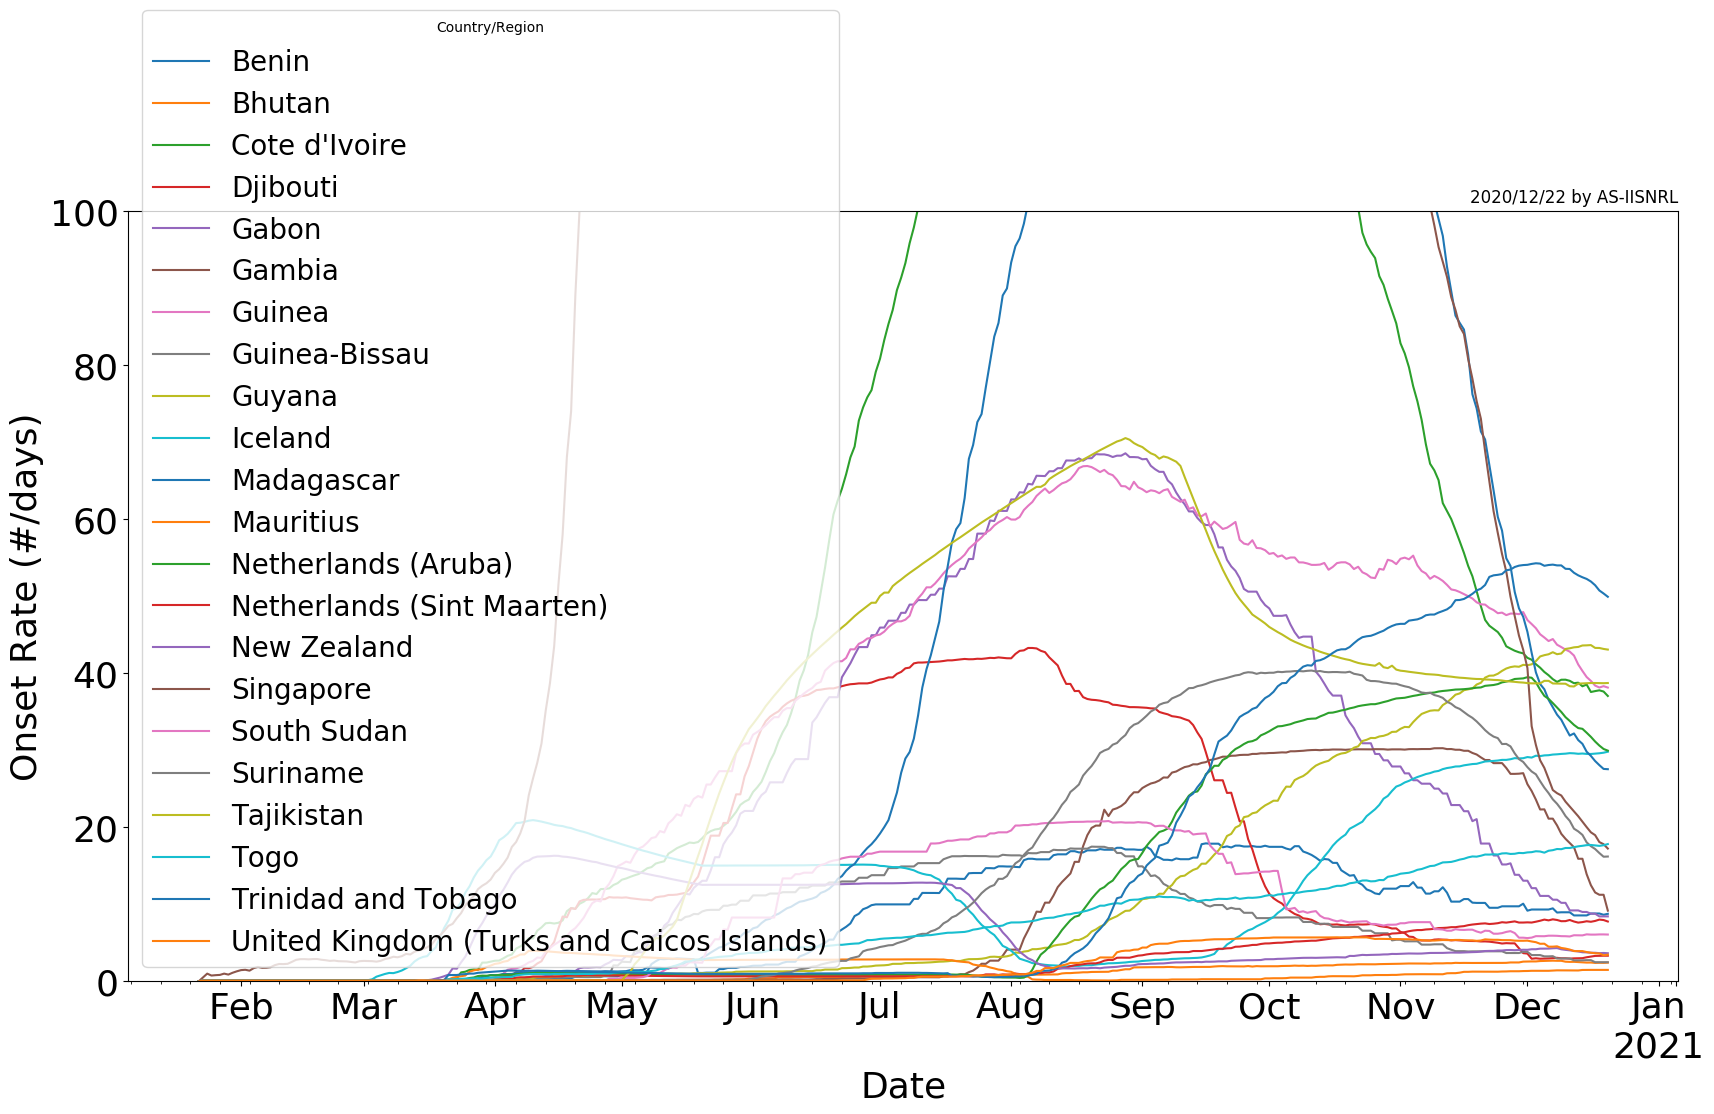 Country/Region
Benin
Bhutan
Cote d'Ivoire
Djibouti
Gabon
Gambia
Guinea
Guinea-Bissau
Guyana
Iceland
Madagascar
Mauritius
Netherlands (Aruba)
Netherlands (Sint Maarten)
New Zealand
Singapore
South Sudan
Suriname
Tajikistan
Togo
Trinidad and Tobago
United Kingdom (Turks and Caicos Islands)
2020/12/22 by AS-IISNRL
100
80
60
40
20
0
Onset Rate (#/days)
Feb Mar Apr May Jun Jul Aug Sep Oct Nov Dec Jan
2021
Date